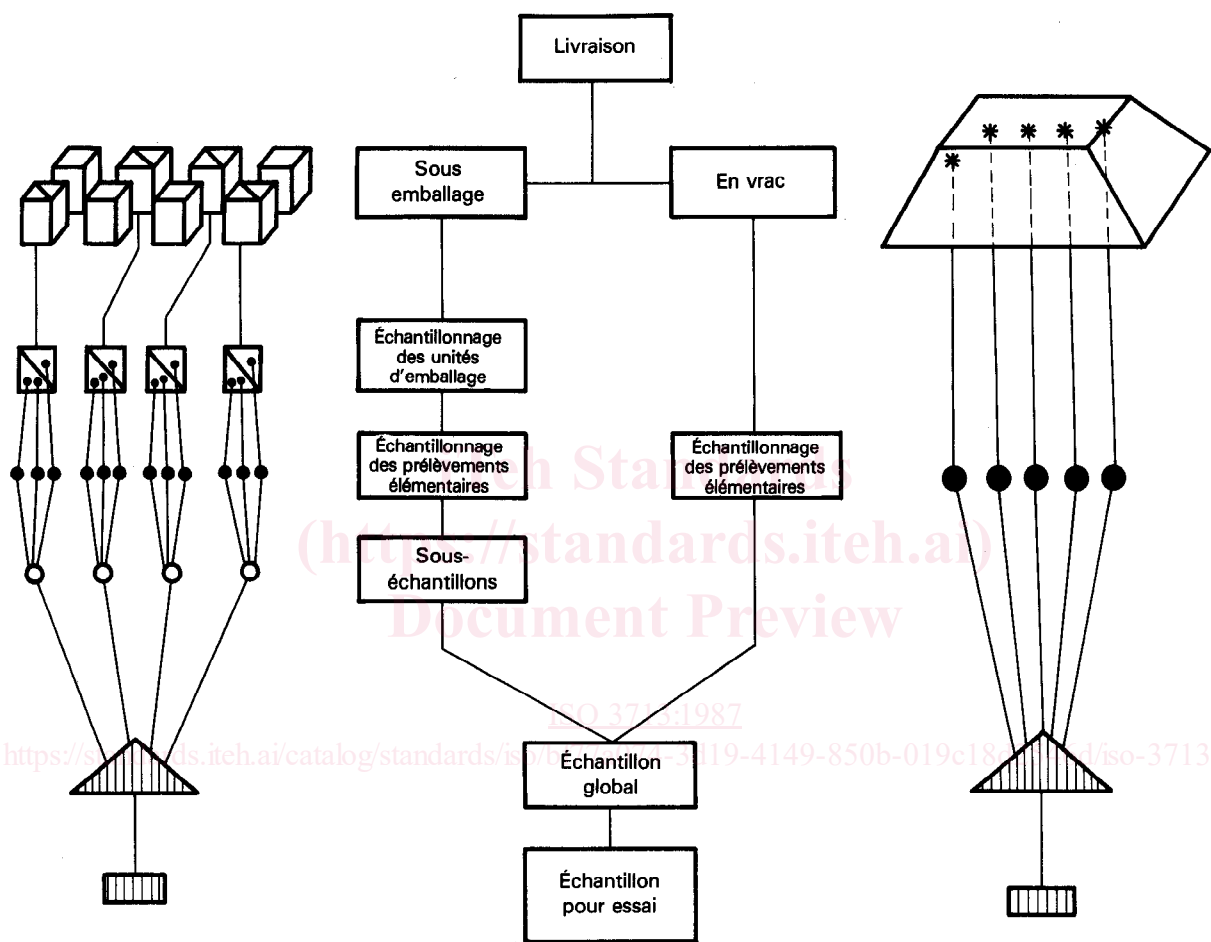 Livraison
Sous
emballage
En vrac
Échantillonnage
des unités
d'emballage
Échantillonnage
des prélèvements
élémentaires
Échantillonnage
des prélèvements
élémentaires
iTeh Standards
(https://standards.iteh.ai)
Sous-
échantillons
Document Preview
ISO 3713:1987
Échantillon
global
Échantillon
pour essai